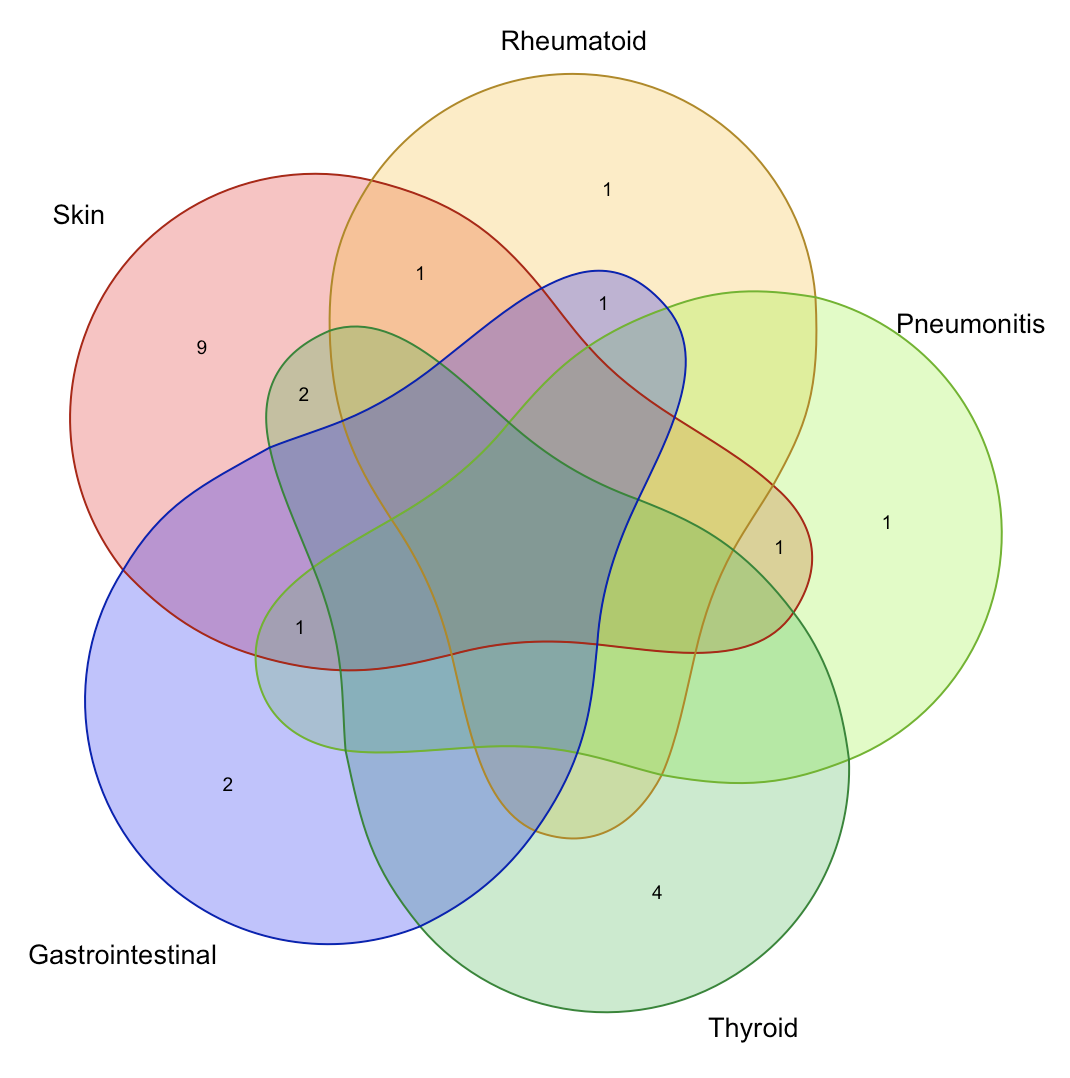 Rheumatoid
1
Skin
1
1
Pneumonitis
9
2
1
1
1
2
4
Gastrointestinal
Thyroid